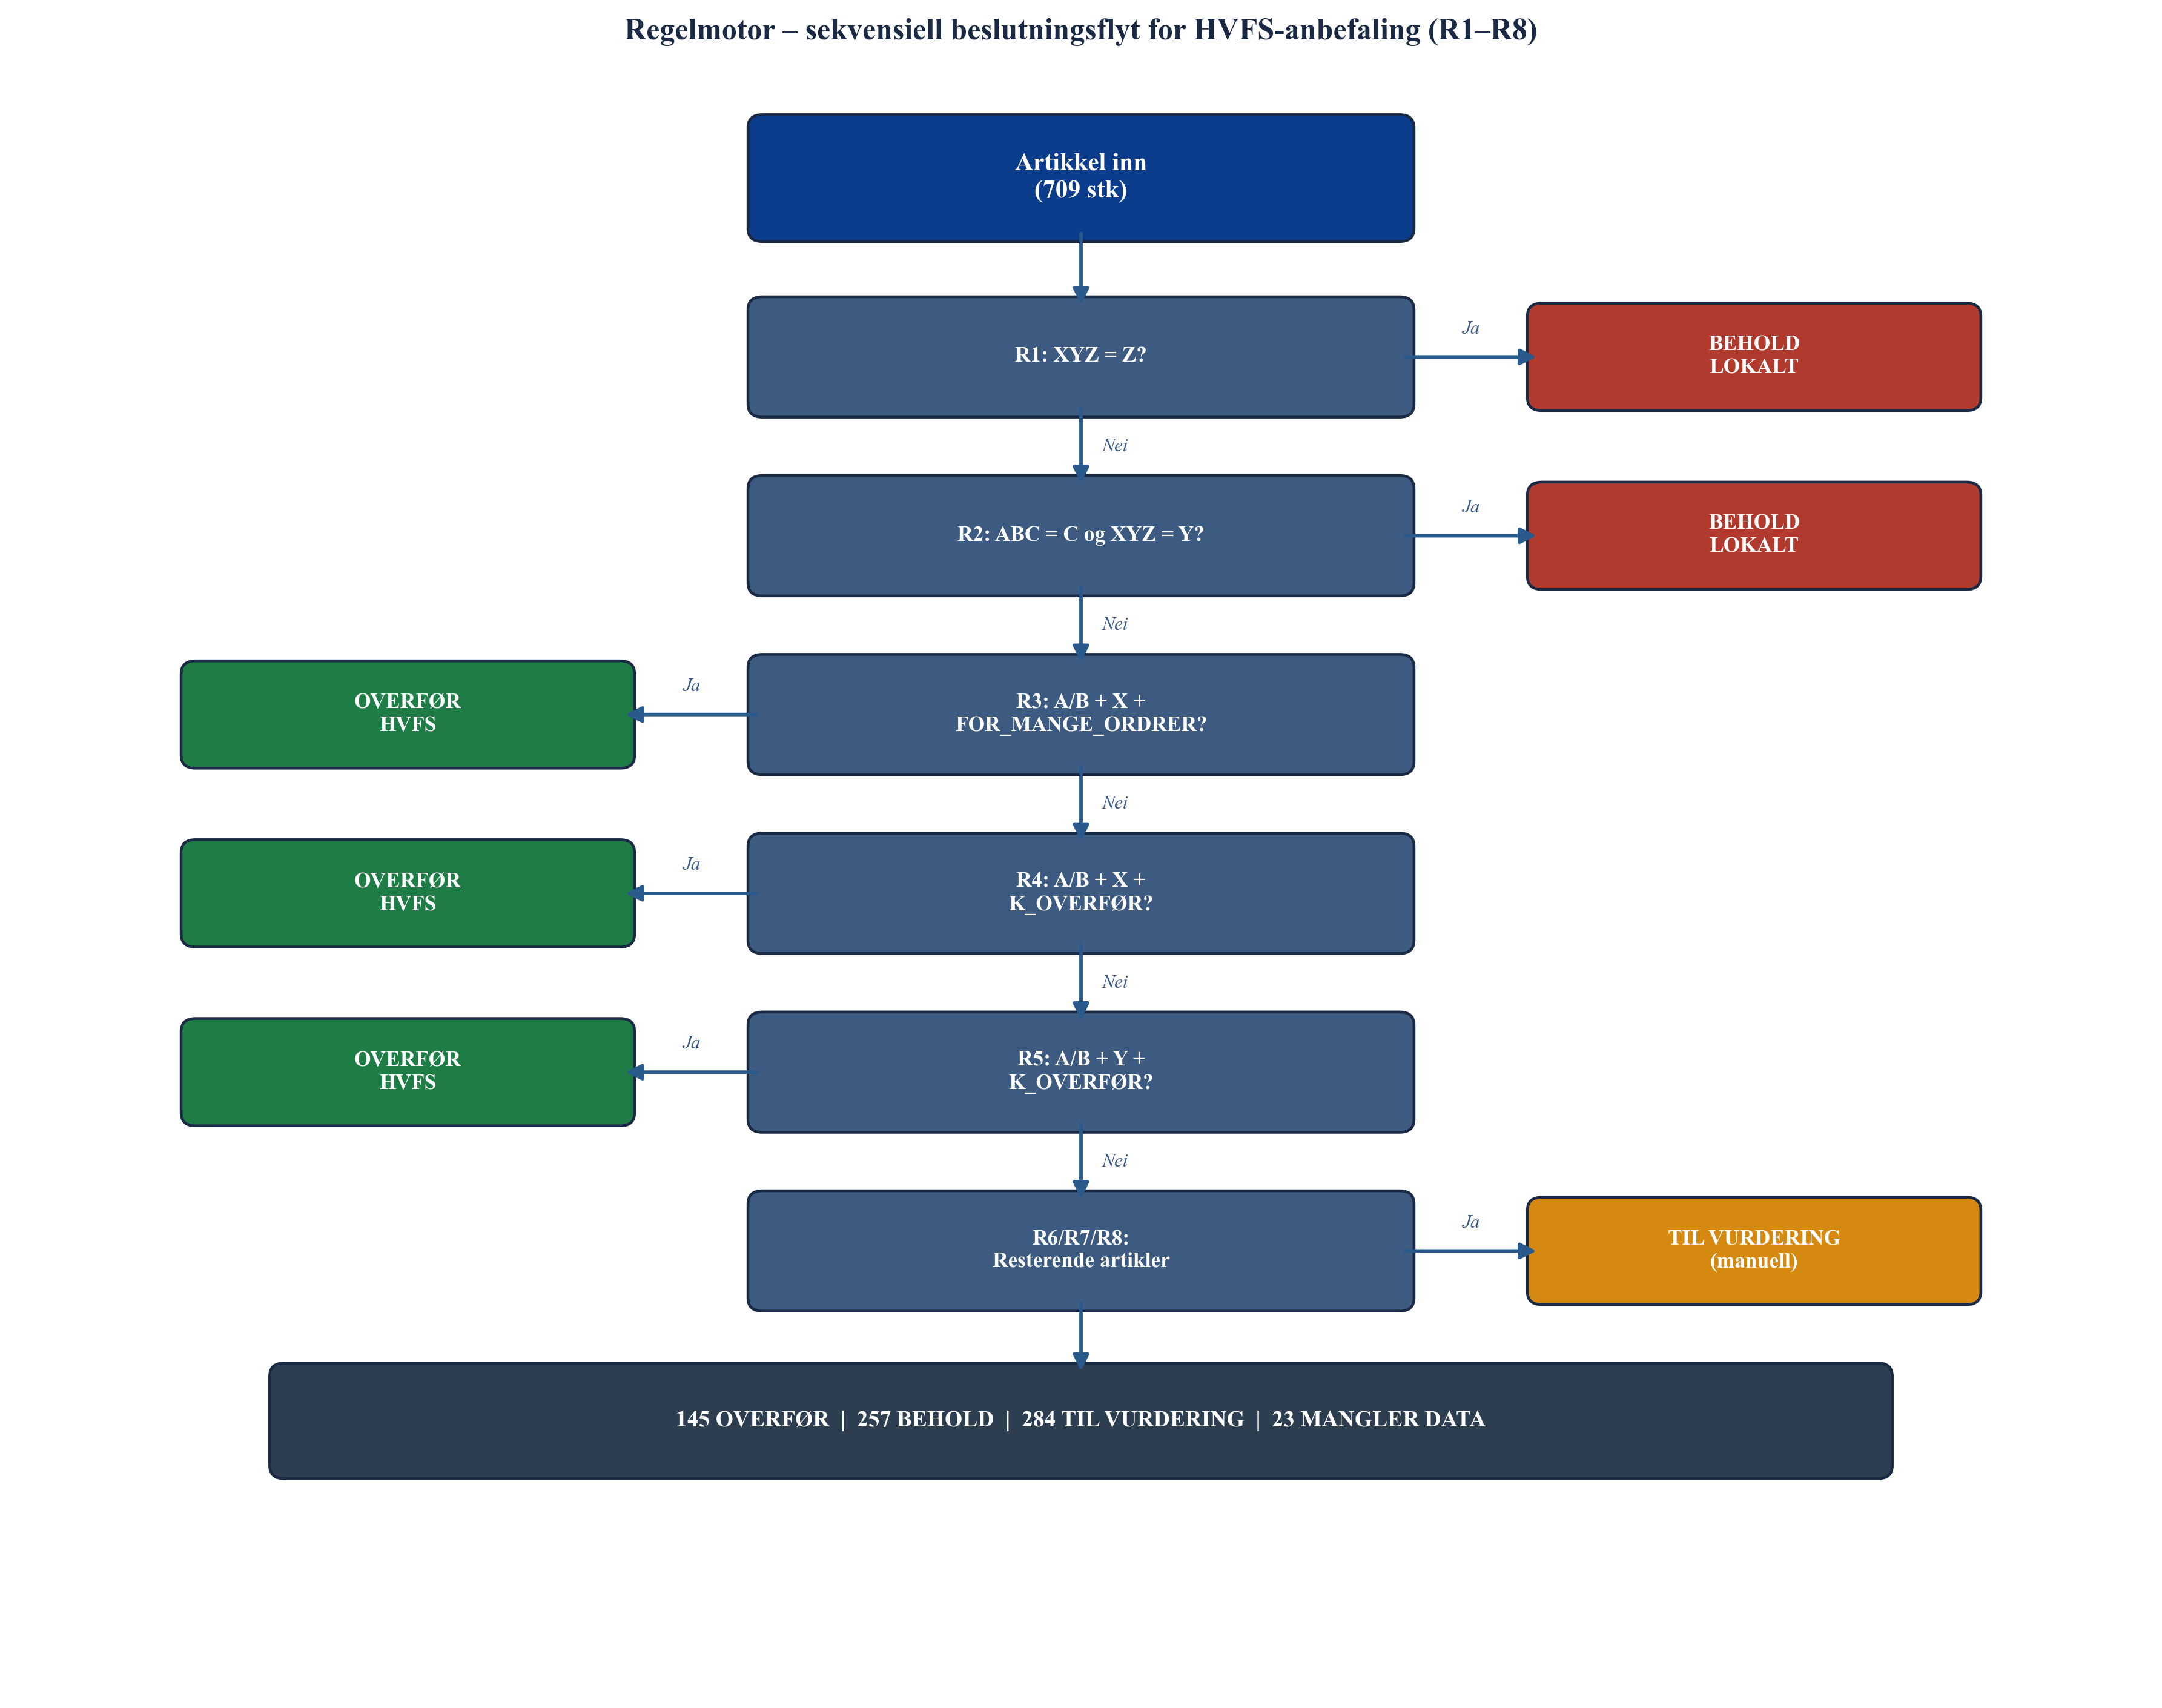 Regelmotor – sekvensiell beslutningsflyt for HVFS-anbefaling (R1–R8)
Artikkel inn
(709 stk)
R1: XYZ = Z?
Ja
BEHOLD
LOKALT
Nei
R2: ABC = C og XYZ = Y?
Ja
BEHOLD
LOKALT
Nei
R3: A/B + X +
FOR_MANGE_ORDRER?
Ja
OVERFØR
HVFS
Nei
R4: A/B + X +
K_OVERFØR?
Ja
OVERFØR
HVFS
Nei
R5: A/B + Y +
K_OVERFØR?
Ja
OVERFØR
HVFS
Nei
R6/R7/R8:
Resterende artikler
Ja
TIL VURDERING
(manuell)
145 OVERFØR | 257 BEHOLD | 284 TIL VURDERING | 23 MANGLER DATA